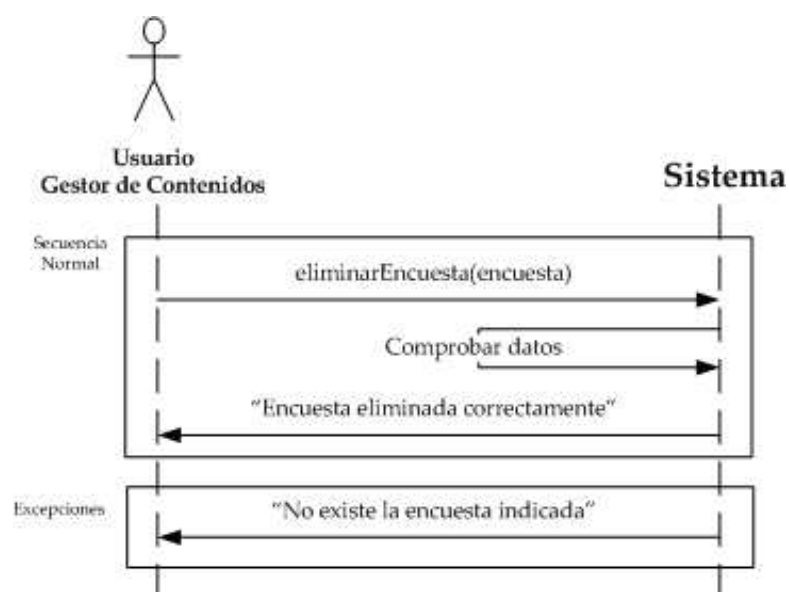 Usuario
Gestor de Contenidos
Sistema
Secuencia
Normal
eliminarEncuesta(encuesta)
Comprobar datos
“Encuesta eliminada correctamente”
Excepciones
“No existe la encuesta indicada”